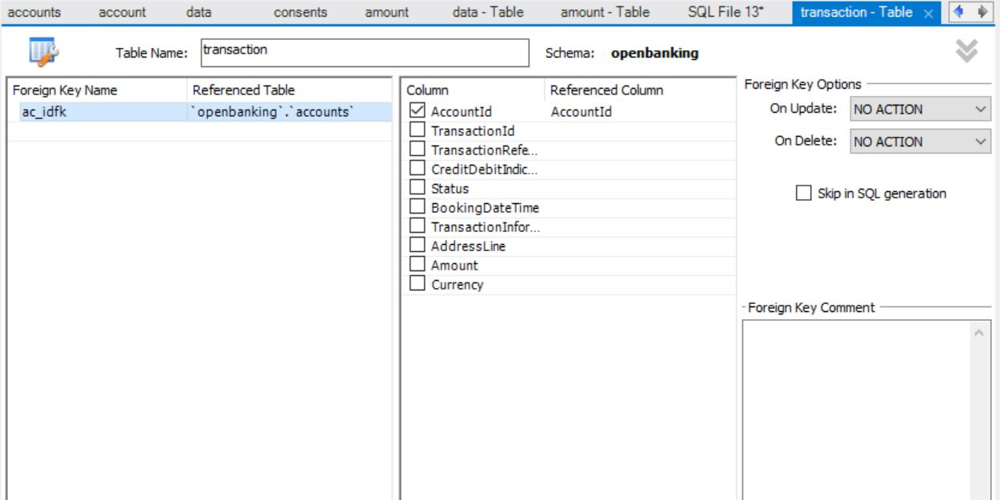 accounts account data consents amount data - Table amount - Table SQL File 13* transaction - Table
Table Name: transaction Schema: openbanking
Foreign Key Name Referenced Table
ac_idfk `openbanking`.`accounts`
Column Referenced Column
AccountId AccountId
TransactionId
TransactionRefe...
CreditDebitIndic...
Status
BookingDateTime
TransactionInfor...
AddressLine
Amount
Currency
Foreign Key Options
On Update: NO ACTION
On Delete: NO ACTION
Skip in SQL generation
Foreign Key Comment